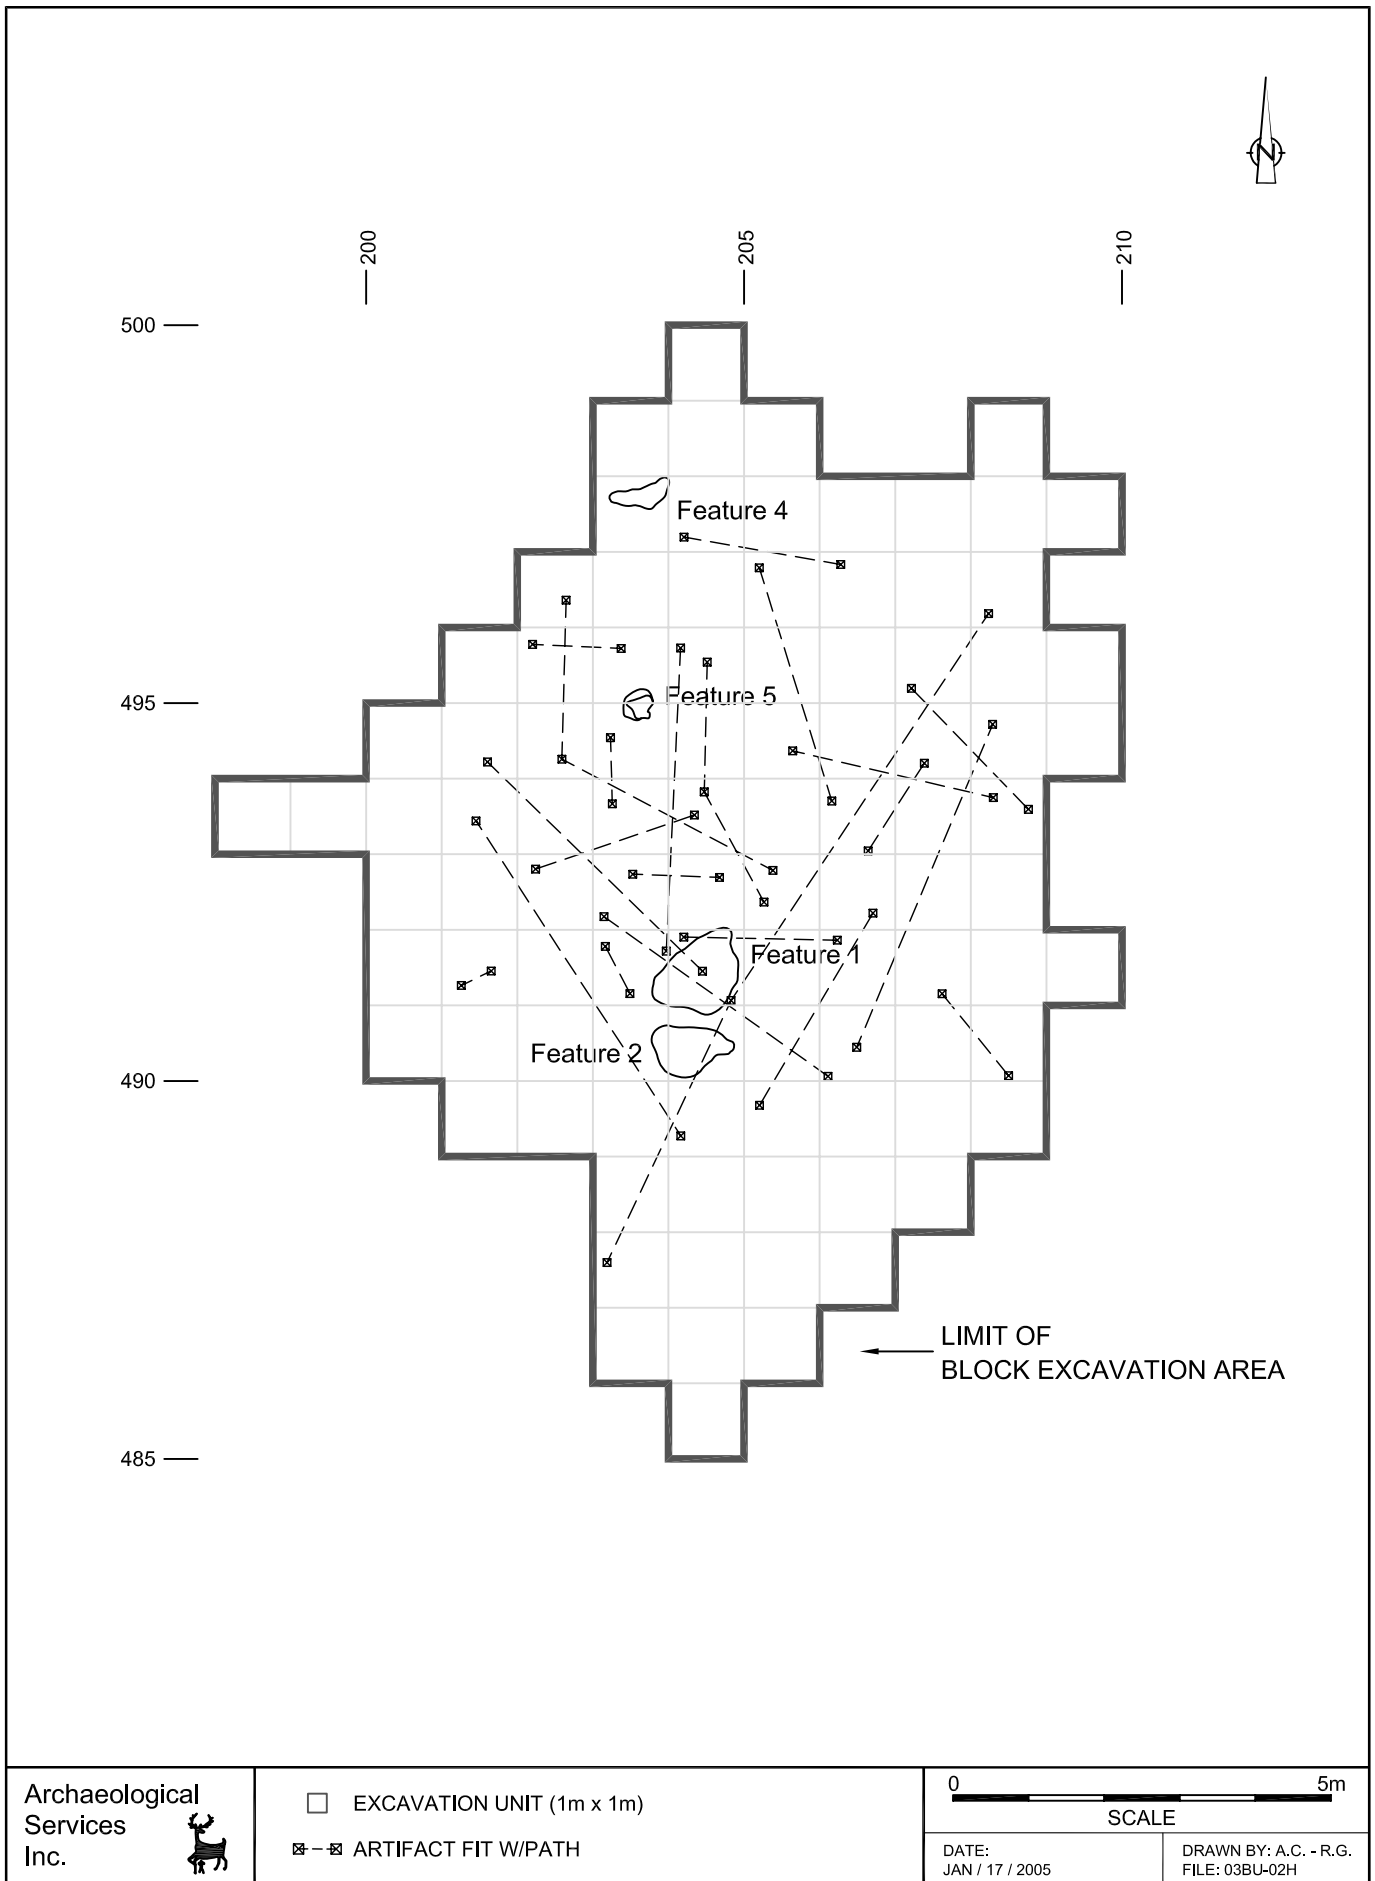 N
200
205
210
500
Feature 4
495
Feature 5
Feature 1
Feature 2
490
LIMIT OF
BLOCK EXCAVATION AREA
485
Archaeological
Services
Inc.
EXCAVATION UNIT (1m x 1m)
ARTIFACT FIT W/PATH
0 5m
SCALE
DATE:
JAN / 17 / 2005
DRAWN BY: A.C. - R.G.
FILE: 03BU-02H